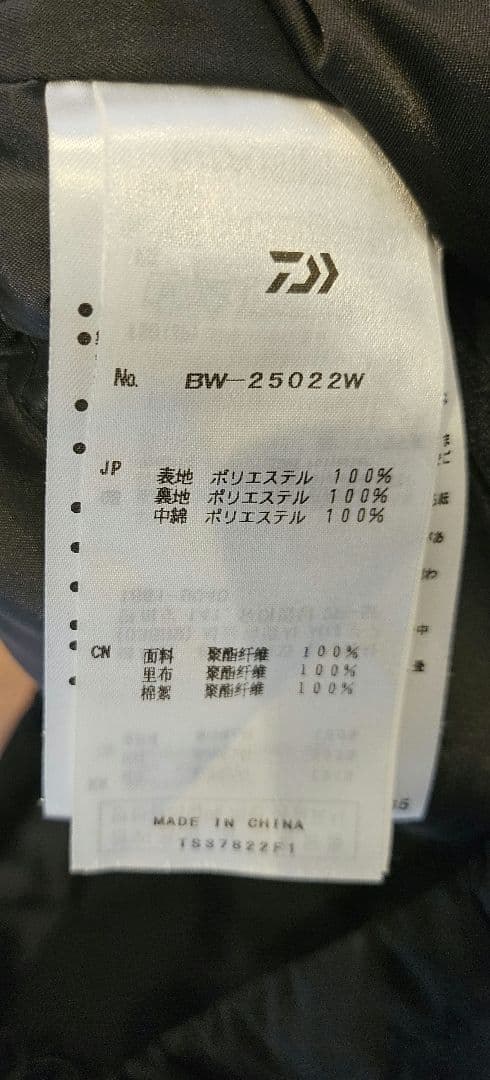 No. BW-25022W
JP 表地 ポリエステル 100%
裏地 ポリエステル 100%
中綿 ポリエステル 100%
CN 面料 聚酯纤维 100%
里布 聚酯纤维 100%
棉絮 聚酯纤维 100%
MADE IN CHINA
TS37822F1